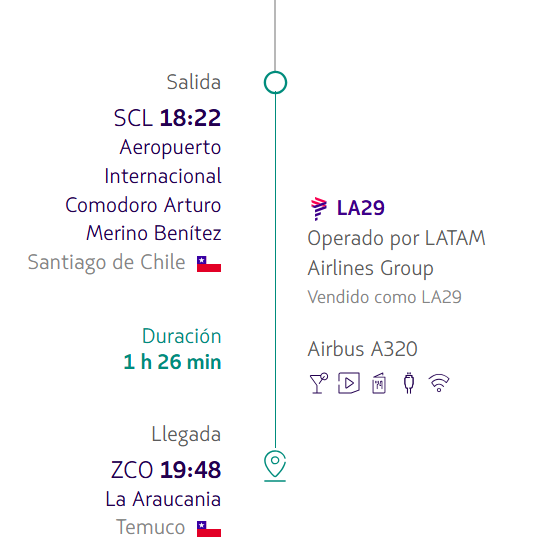 Salida
SCL 18:22
Aeropuerto
Internacional
Comodoro Arturo
Merino Benítez
Santiago de Chile
LA29
Operado por LATAM
Airlines Group
Vendido como LA29
Duración
1 h 26 min
Airbus A320
Llegada
ZCO 19:48
La Araucania
Temuco